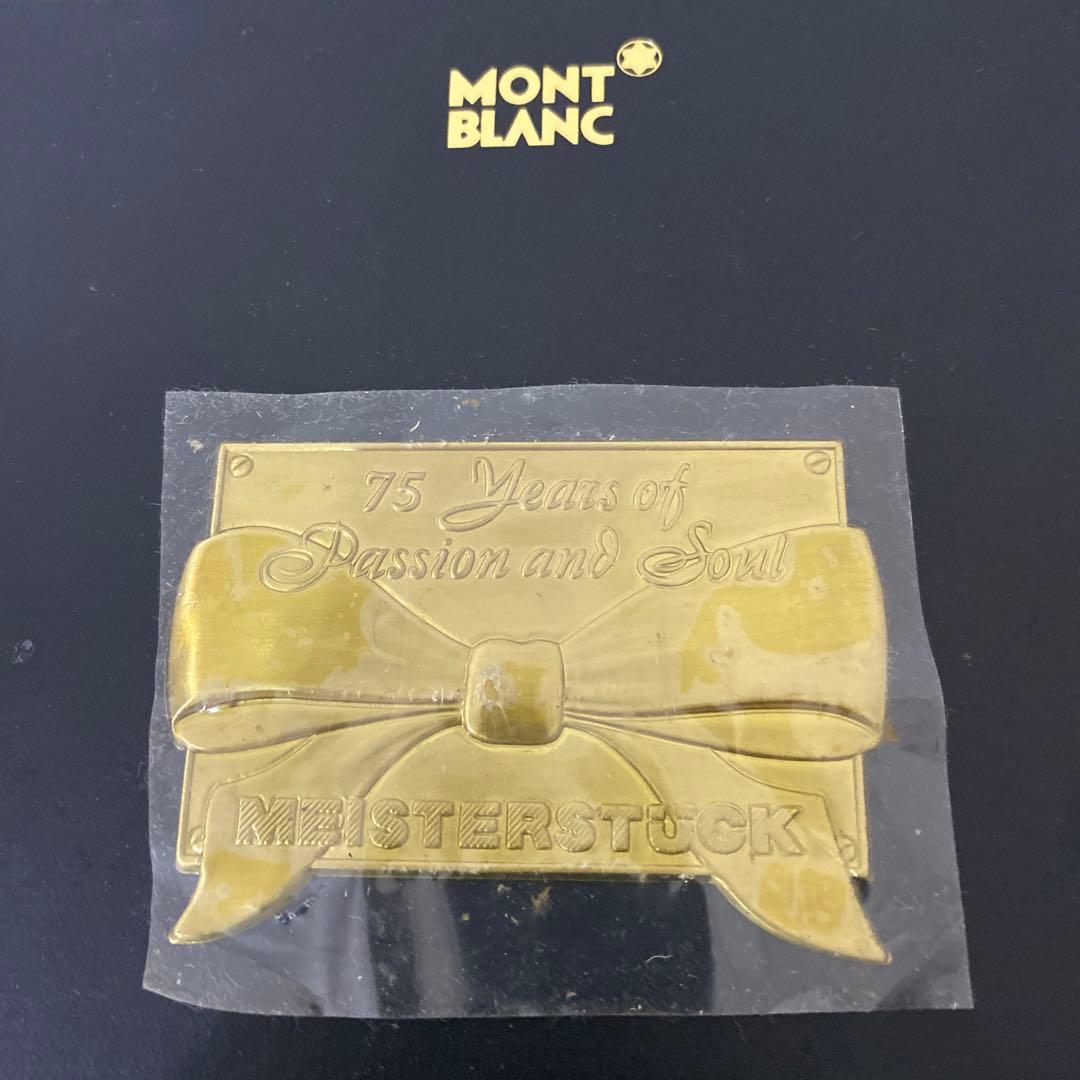 MONT
BLANC
75 Years of
Passion and Soul
MEISTERSTÜCK